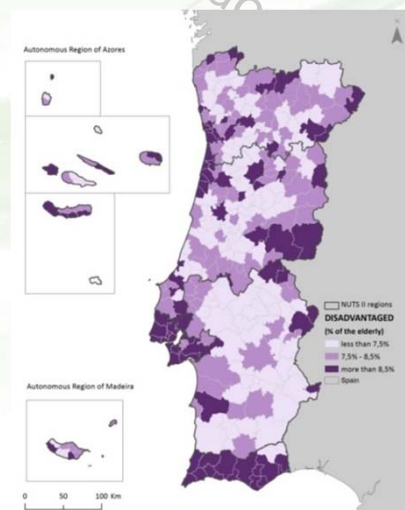 Autonomous Region of Azores
NUTS II regions
DISADVANTAGED
(% of the elderly)
less than 7,5%
7,5% - 8,5%
more than 8,5%
Spain
Autonomous Region of Madeira
0 50 100 Km